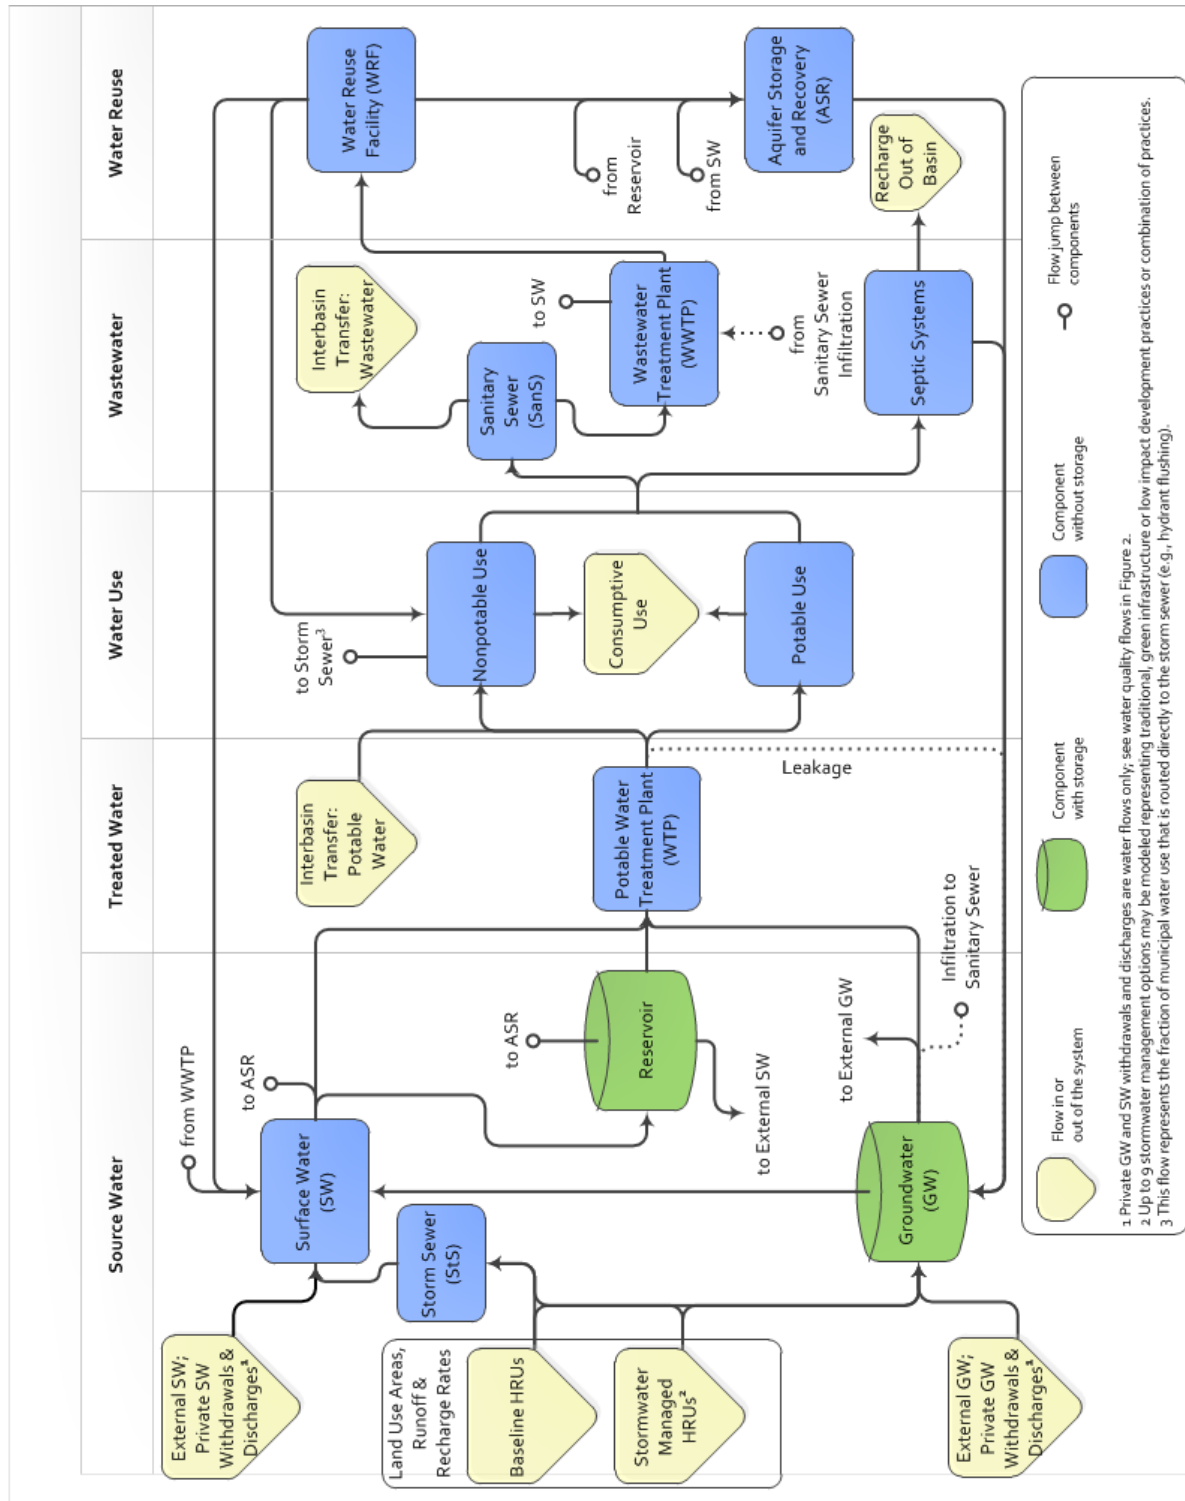 Source Water
Treated Water
Water Use
Wastewater
Water Reuse
External SW;
Private SW
Withdrawals &
Discharges¹
from WWTP
Surface Water
(SW)
to ASR
Land Use Areas,
Runoff &
Recharge Rates
Storm Sewer
(StS)
Baseline HRUs
Stormwater
Managed
HRUs²
Reservoir
to ASR
to External SW
External GW;
Private GW
Withdrawals &
Discharges¹
Groundwater
(GW)
to External GW
Infiltration to
Sanitary Sewer
Interbasin
Transfer:
Potable
Water
Potable Water
Treatment Plant
(WTP)
Leakage
to Storm
Sewer³
Nonpotable Use
Consumptive
Use
Potable Use
Interbasin
Transfer:
Wastewater
Sanitary
Sewer
(SanS)
to SW
Wastewater
Treatment Plant
(WWTP)
from
Sanitary Sewer
Infiltration
Septic Systems
Water Reuse
Facility (WRF)
from
Reservoir
from SW
Aquifer Storage
and Recovery
(ASR)
Recharge
Out of
Basin
Flow in or
out of the system
Component
with storage
Component
without storage
Flow jump between
components
1 Private GW and SW withdrawals and discharges are water flows only; see water quality flows in Figure 2.
2 Up to 9 stormwater management options may be modeled representing traditional, green infrastructure or low impact development practices or combination of practices.
3 This flow represents the fraction of municipal water use that is routed directly to the storm sewer (e.g., hydrant flushing).